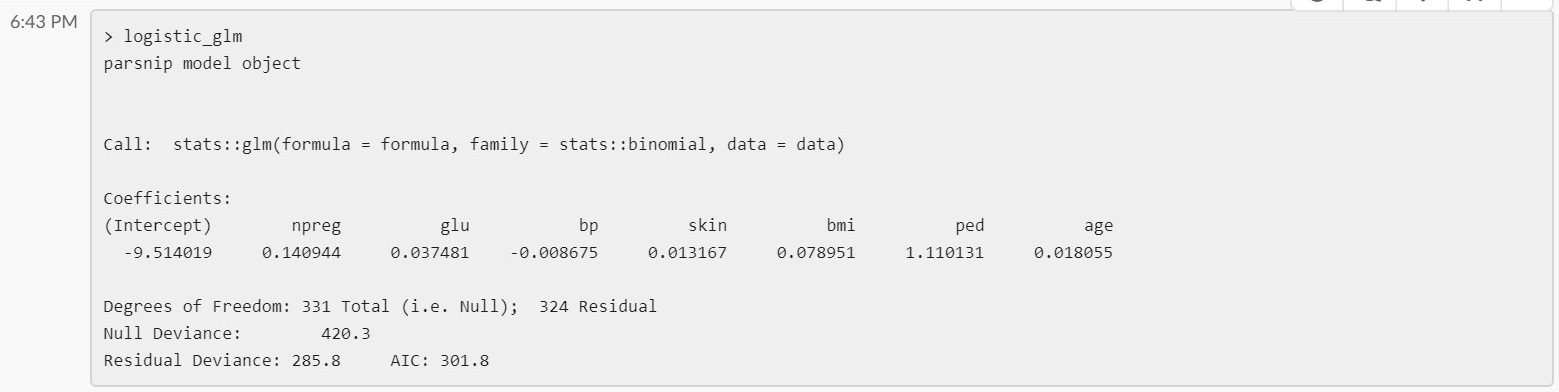 6:43 PM
> logistic_glm
parsnip model object
Call:  stats::glm(formula = formula, family = stats::binomial, data = data)
Coefficients:
(Intercept)        npreg          glu           bp         skin          bmi          ped          age
  -9.514019     0.140944     0.037481    -0.008675     0.013167     0.078951     1.110131     0.018055
Degrees of Freedom: 331 Total (i.e. Null);  324 Residual
Null Deviance:        420.3
Residual Deviance: 285.8     AIC: 301.8